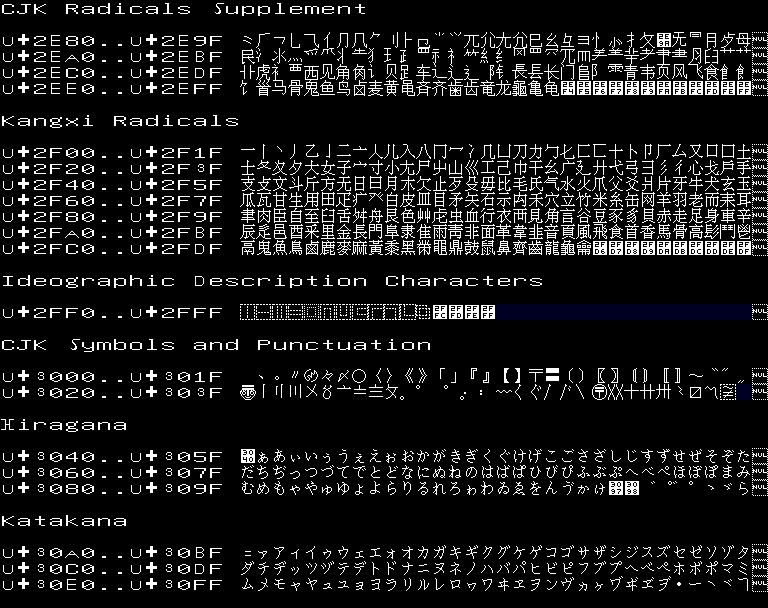 CJK Radicals Supplement
U+2E80..U+2E9F
U+2EA0..U+2EBF
U+2EC0..U+2EDF
U+2EE0..U+2EFF
Kangxi Radicals
U+2F00..U+2F1F 一丨丶丿乙亅二亠人儿入八冂冖冫几凵刀力勹匕匚匸十卜卩厂厶又口囗土
U+2F20..U+2F3F 士夂夊夕大女子宀寸小尢尸屮山巛工己巾干幺广廴廾弋弓彐彡彳心戈戶手
U+2F40..U+2F5F 支攴文斗斤方无日曰月木欠止歹殳毋比毛氏气水火爪父爻爿片牙牛犬玄玉
U+2F60..U+2F7F 瓜瓦甘生用田疋疒癶白皮皿目矛矢石示禸禾穴立竹米糸缶网羊羽老而耒耳
U+2F80..U+2F9F 聿肉臣自至臼舌舛舟艮色艸虍虫血行衣襾見角言谷豆豕豸貝赤走足身車辛
U+2FA0..U+2FBF 辰辵邑酉釆里金長門阜隶隹雨靑非面革韋韭音頁風飛食首香馬骨高髟鬥鬯
U+2FC0..U+2FDF 鬲鬼魚鳥鹵鹿麥麻黃黍黑黹黽鼎鼓鼠鼻齊齒龍龜龠
Ideographic Description Characters
U+2FF0..U+2FFF ⿰⿱⿲⿳⿴⿵⿶⿷⿸⿹⿺⿻
CJK Symbols and Punctuation
U+3000..U+301F 、。〃〄々〆〇〈〉《》「」『』【】〒〓〔〕〖〗〘〙〚〛〜〝〞〟
U+3020..U+303F 〠〡〢〣〤〥〦〧〨〩〪〭〮〯〫〬〰〱〲〳〴〵〶〷〸〹〺〻〼〽〾
Hiragana
U+3040..U+305F ぁあぃいぅうぇえぉおかがきぎくぐけげこごさざしじすずせぜそぞた
U+3060..U+307F だちぢっつづてでとどなにぬねのはばぱひびぴふぶぷへべぺほぼぽまみ
U+3080..U+309F むめもゃやゅゆょよらりるれろゎわゐゑをんゔゕゖ゙゚゛゜ゝゞゟ
Katakana
U+30A0..U+30BF ゠ァアィイゥウェエォオカガキギクグケゲコゴサザシジスズセゼソゾタ
U+30C0..U+30DF ダチヂッツヅテデトドナニヌネノハバパヒビピフブプヘベペホボポマミ
U+30E0..U+30FF ムメモャヤュユョヨラリルレロヮワヰヱヲンヴヵヶヷヸヹヺ・ーヽヾヿ